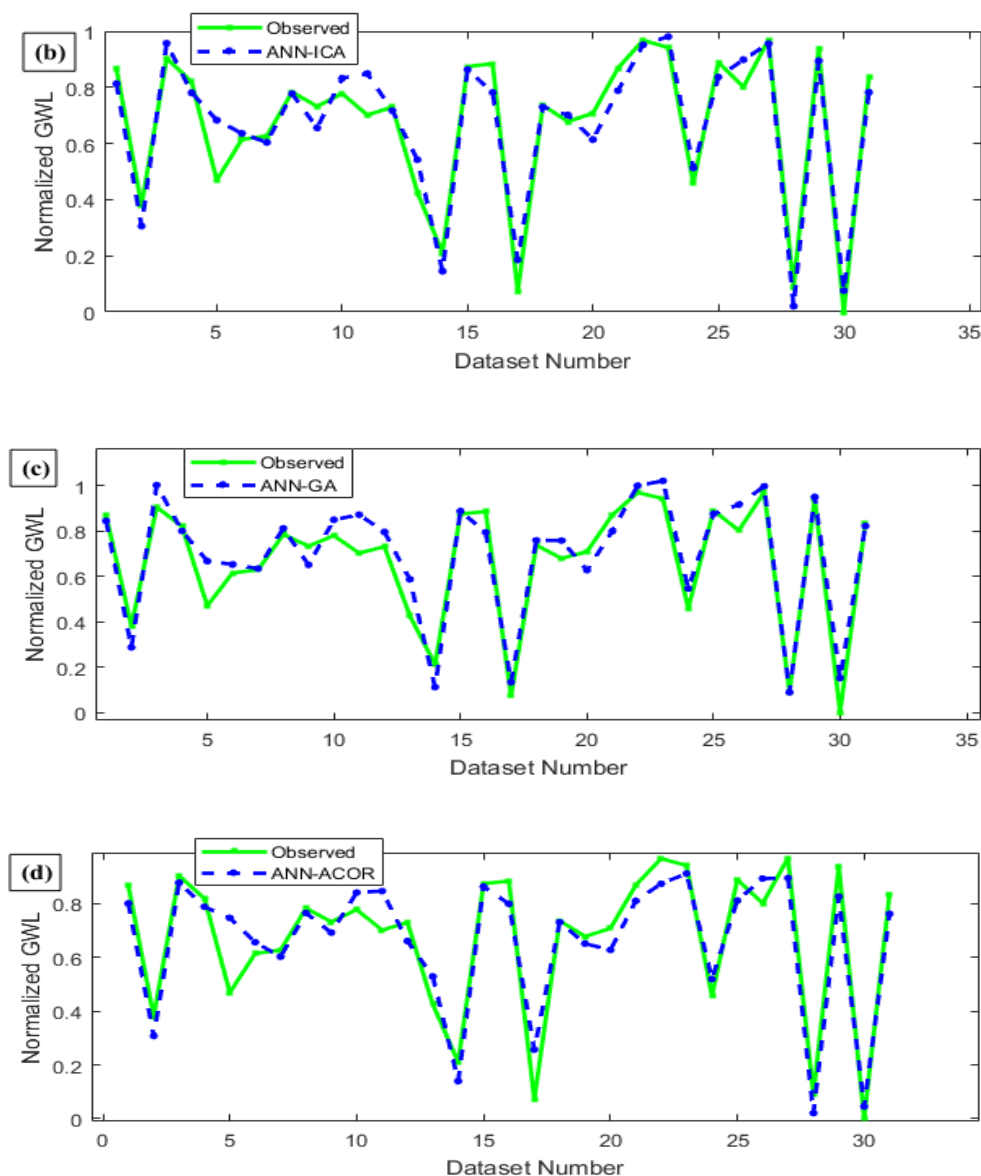 (b)
Observed
ANN-ICA
Normalized GWL
1
0.8
0.6
0.4
0.2
0
5 10 15 20 25 30 35
Dataset Number
(c)
Observed
ANN-GA
Normalized GWL
1
0.8
0.6
0.4
0.2
0
5 10 15 20 25 30 35
Dataset Number
(d)
Observed
ANN-ACOR
Normalized GWL
0.8
0.6
0.4
0.2
0
0 5 10 15 20 25 30
Dataset Number